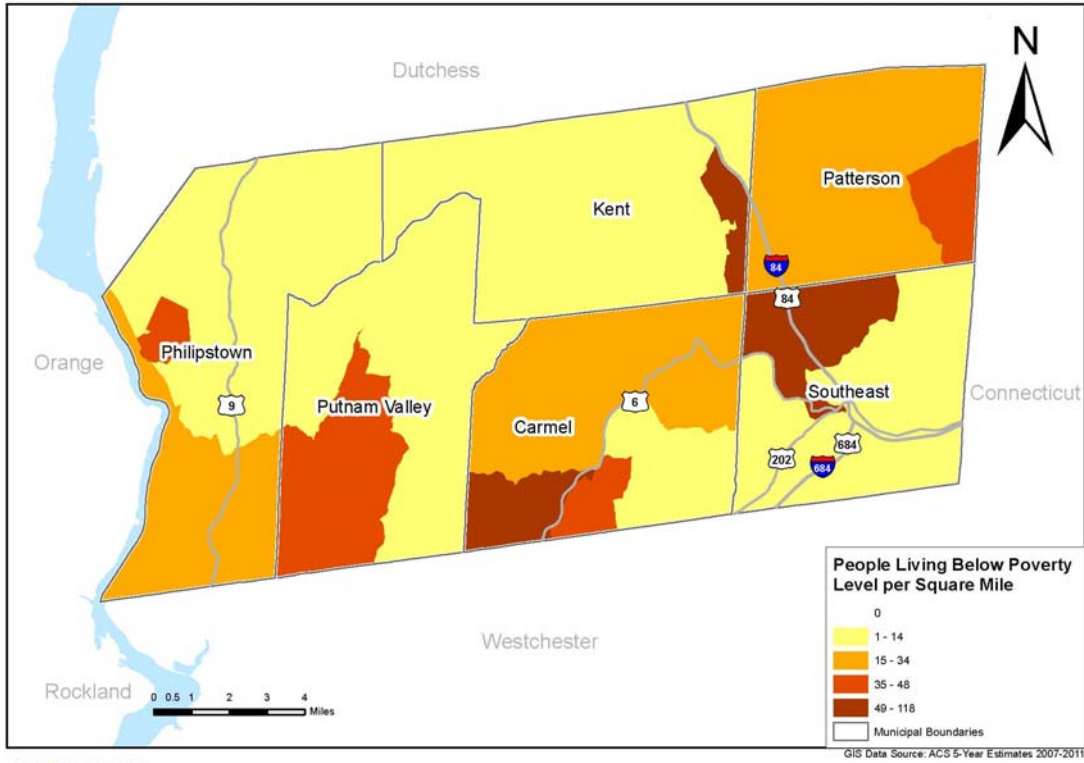 Dutchess
N
Patterson
Kent
84
84
Orange
Philipstown
Southeast
Connecticut
9
Putnam Valley
6
Carmel
684
202
684
People Living Below Poverty
Level per Square Mile
0
1 - 14
15 - 34
35 - 48
49 - 118
Municipal Boundaries
Westchester
Rockland
0 0.5 1 2 3 4
Miles
GIS Data Source: ACS 5-Year Estimates 2007-2011